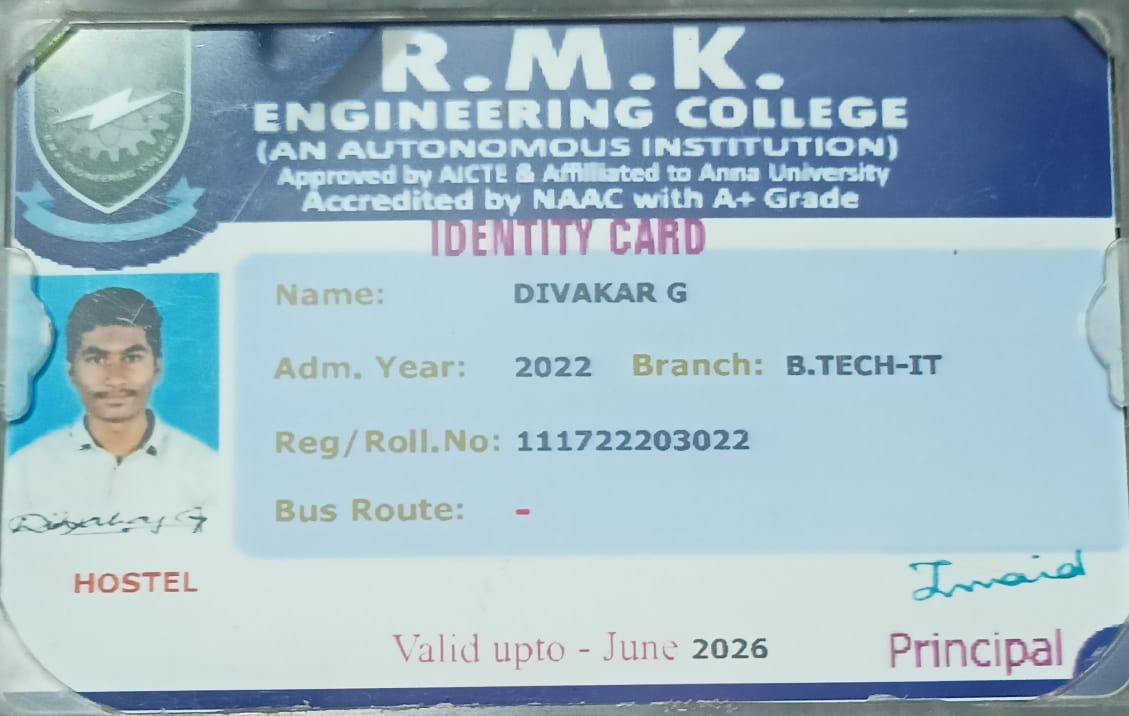 R.M.K.
ENGINEERING COLLEGE
(AN AUTONOMOUS INSTITUTION)
Approved by AICTE & Affiliated to Anna University
Accredited by NAAC with A+ Grade
IDENTITY CARD
Name: DIVAKAR G
Adm. Year: 2022 Branch: B.TECH-IT
Reg/Roll.No: 111722203022
Bus Route: -
Divakar G
HOSTEL
Valid upto - June 2026
Principal